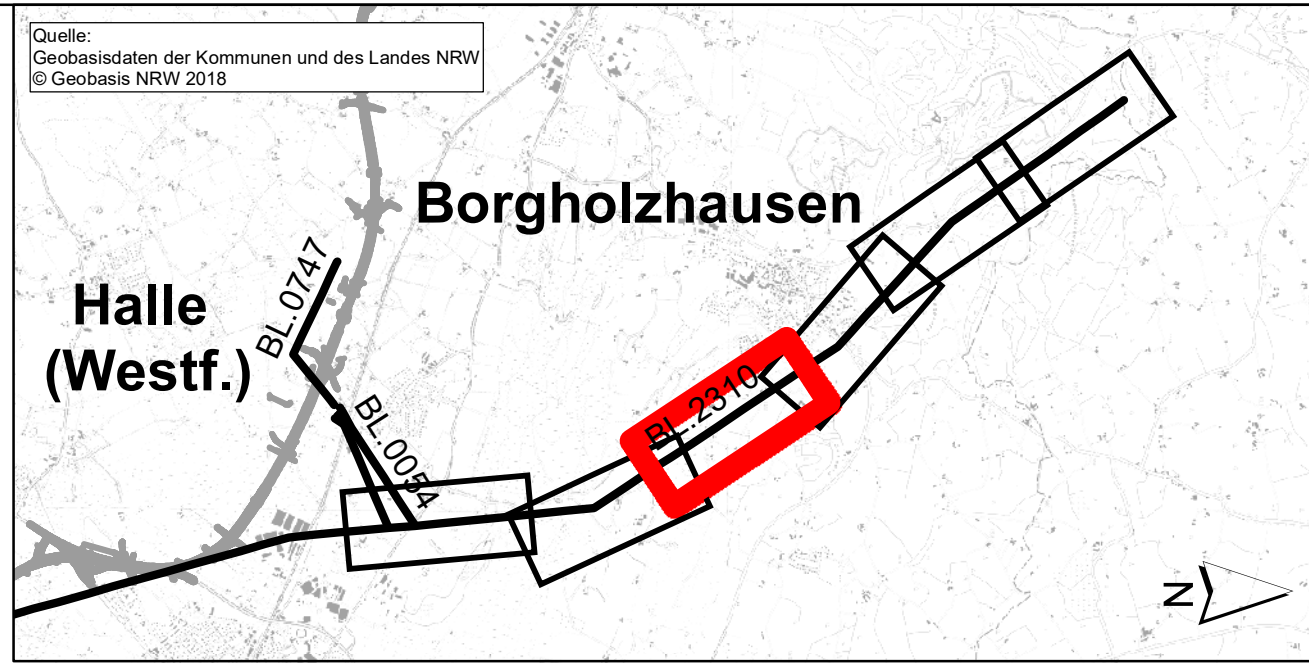 Quelle:
Geobasisdaten der Kommunen und des Landes NRW
© Geobasis NRW 2018
Borgholzhausen
Halle
(Westf.)
BL.0747
BL.0054
BL.2310
N